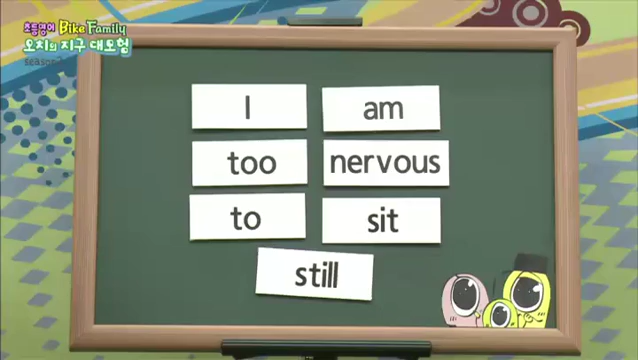 초등영어 Bike Family
오치의 지구 대모험
season
I am
too nervous
to sit
still